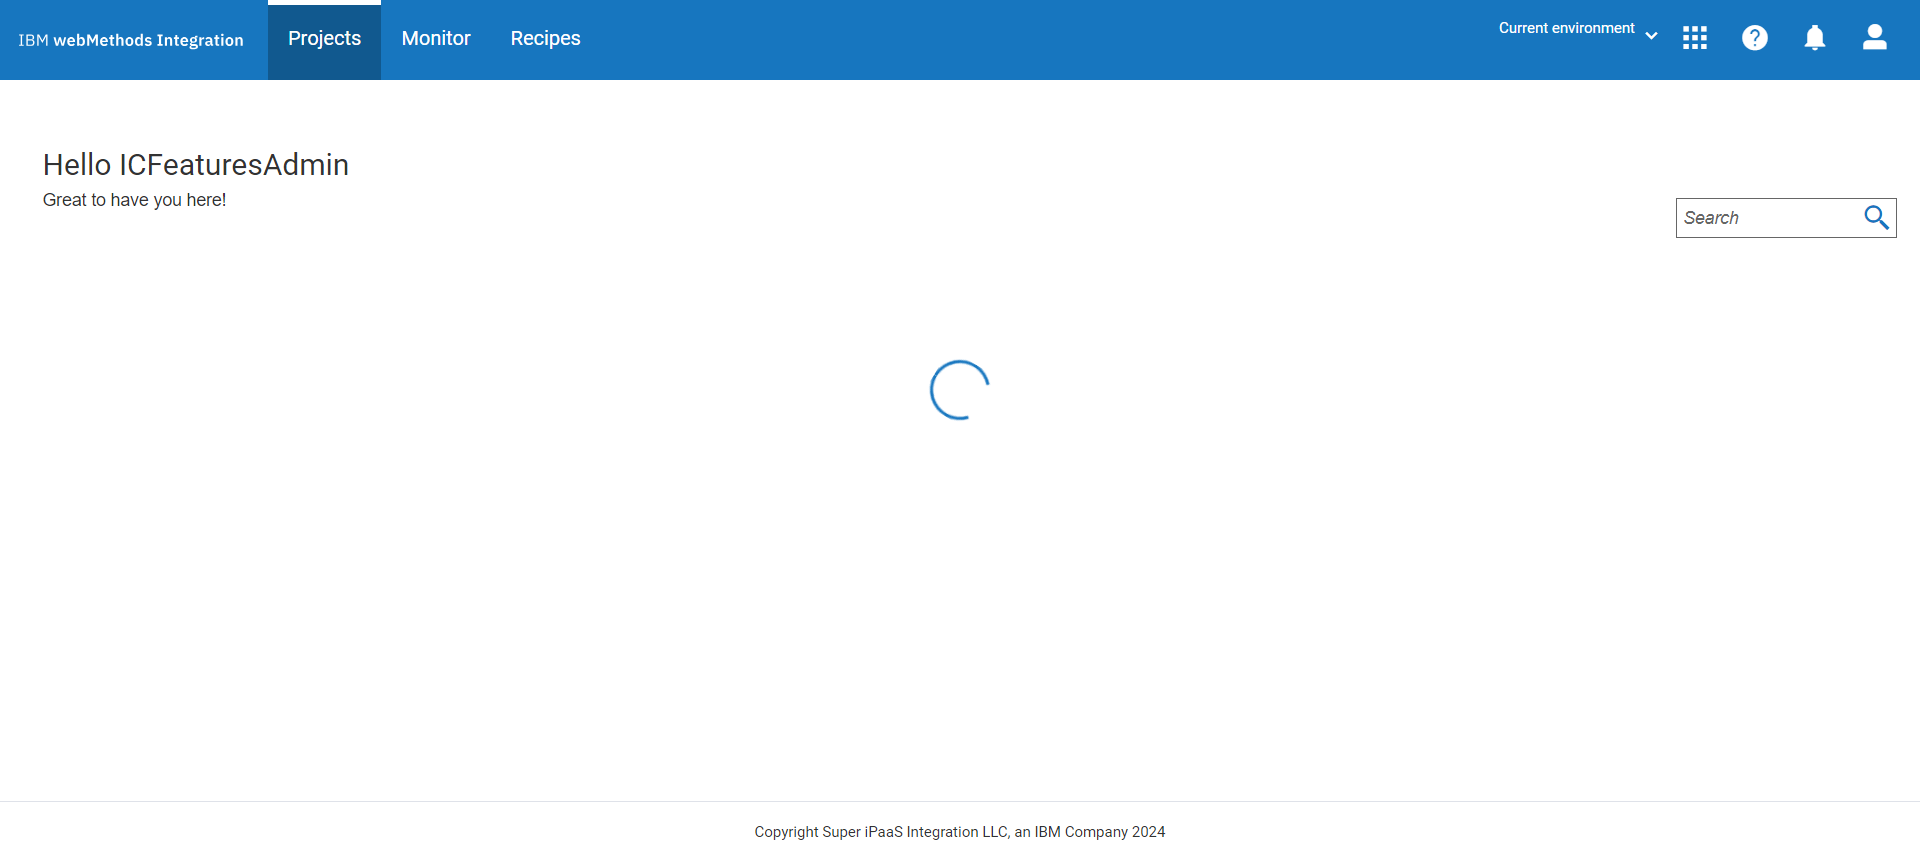 IBM webMethods Integration
Projects
Monitor
Recipes
Current environment
?
Hello ICFeaturesAdmin
Great to have you here!
Search
Copyright Super iPaaS Integration LLC, an IBM Company 2024